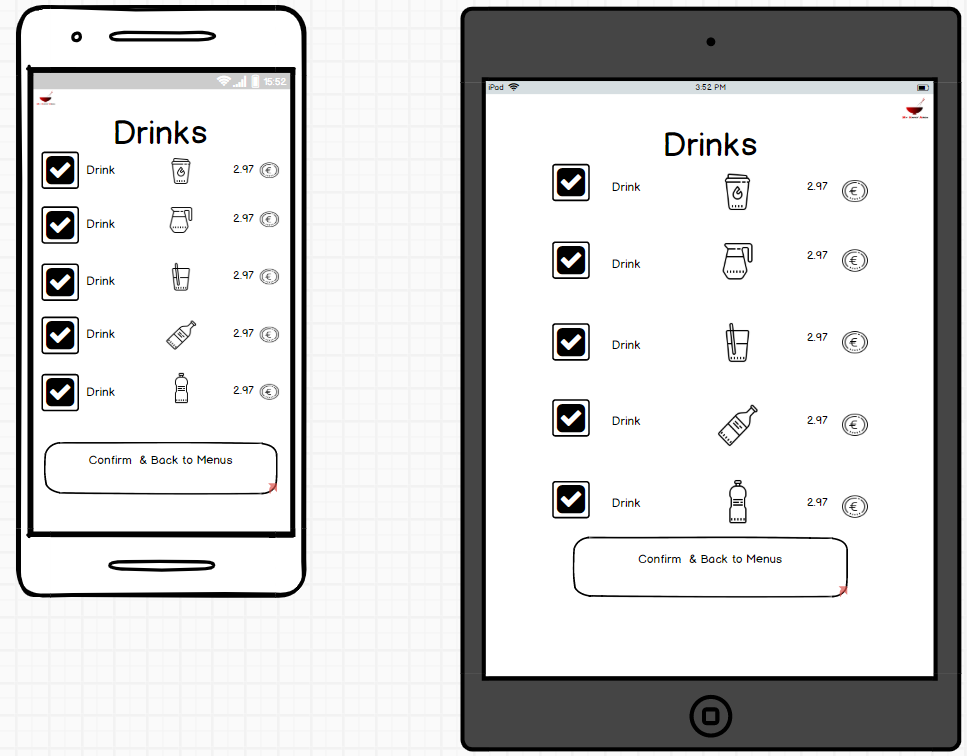 15:52
Drinks
Drink 2.97 €
Drink 2.97 €
Drink 2.97 €
Drink 2.97 €
Drink 2.97 €
Confirm & Back to Menus
iPod 3:52 PM
Drinks
Drink 2.97 €
Drink 2.97 €
Drink 2.97 €
Drink 2.97 €
Drink 2.97 €
Confirm & Back to Menus